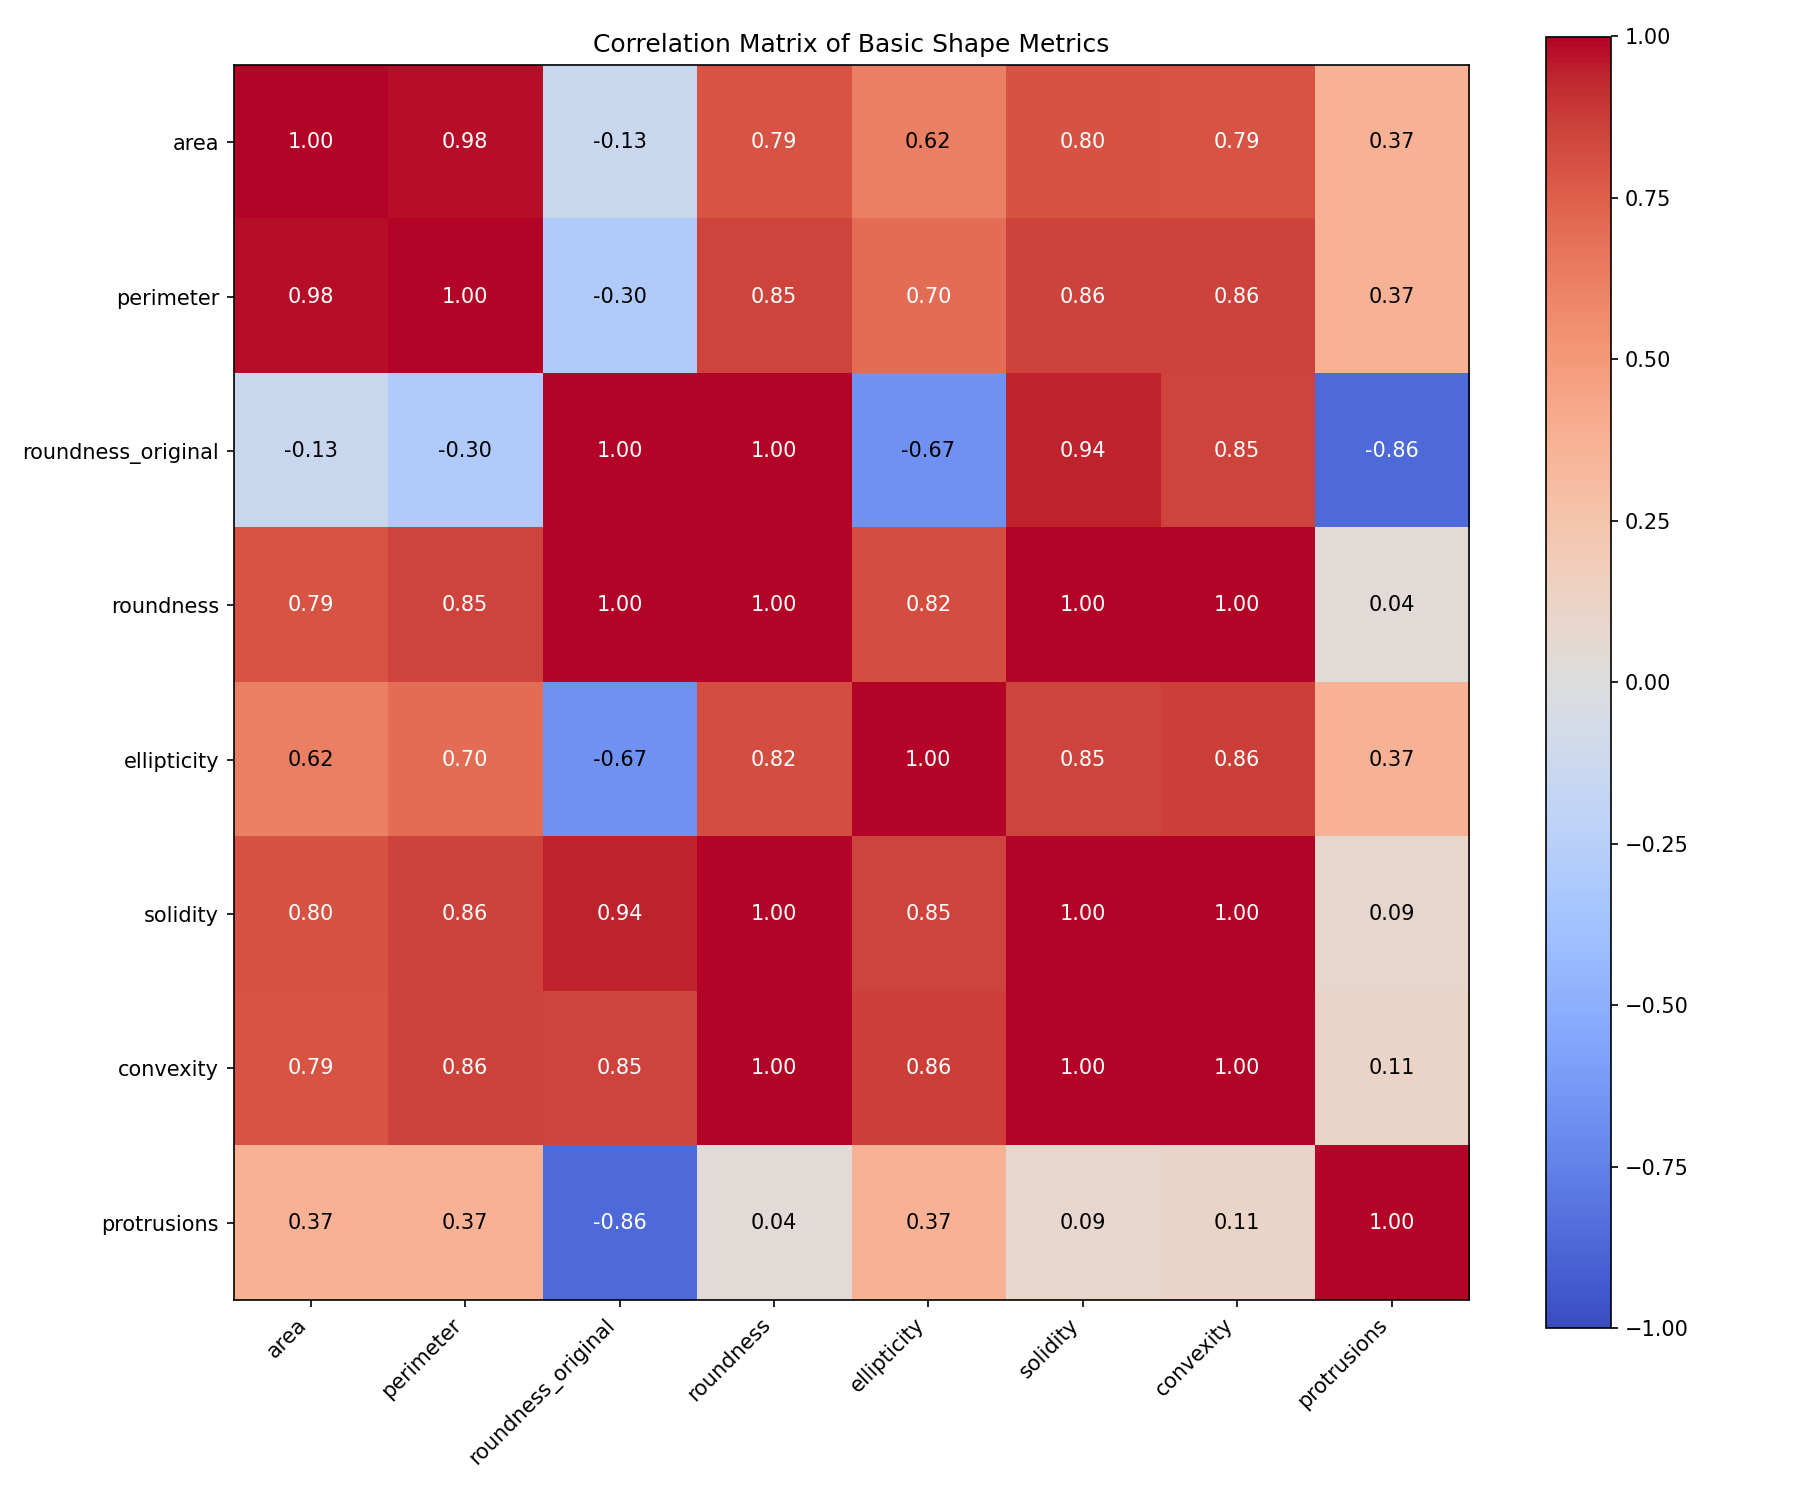 Correlation Matrix of Basic Shape Metrics
area 1.00 0.98 -0.13 0.79 0.62 0.80 0.79 0.37
perimeter 0.98 1.00 -0.30 0.85 0.70 0.86 0.86 0.37
roundness_original -0.13 -0.30 1.00 1.00 -0.67 0.94 0.85 -0.86
roundness 0.79 0.85 1.00 1.00 0.82 1.00 1.00 0.04
ellipticity 0.62 0.70 -0.67 0.82 1.00 0.85 0.86 0.37
solidity 0.80 0.86 0.94 1.00 0.85 1.00 1.00 0.09
convexity 0.79 0.86 0.85 1.00 0.86 1.00 1.00 0.11
protrusions 0.37 0.37 -0.86 0.04 0.37 0.09 0.11 1.00
area perimeter roundness_original roundness ellipticity solidity convexity protrusions
1.00
0.75
0.50
0.25
0.00
−0.25
−0.50
−0.75
−1.00